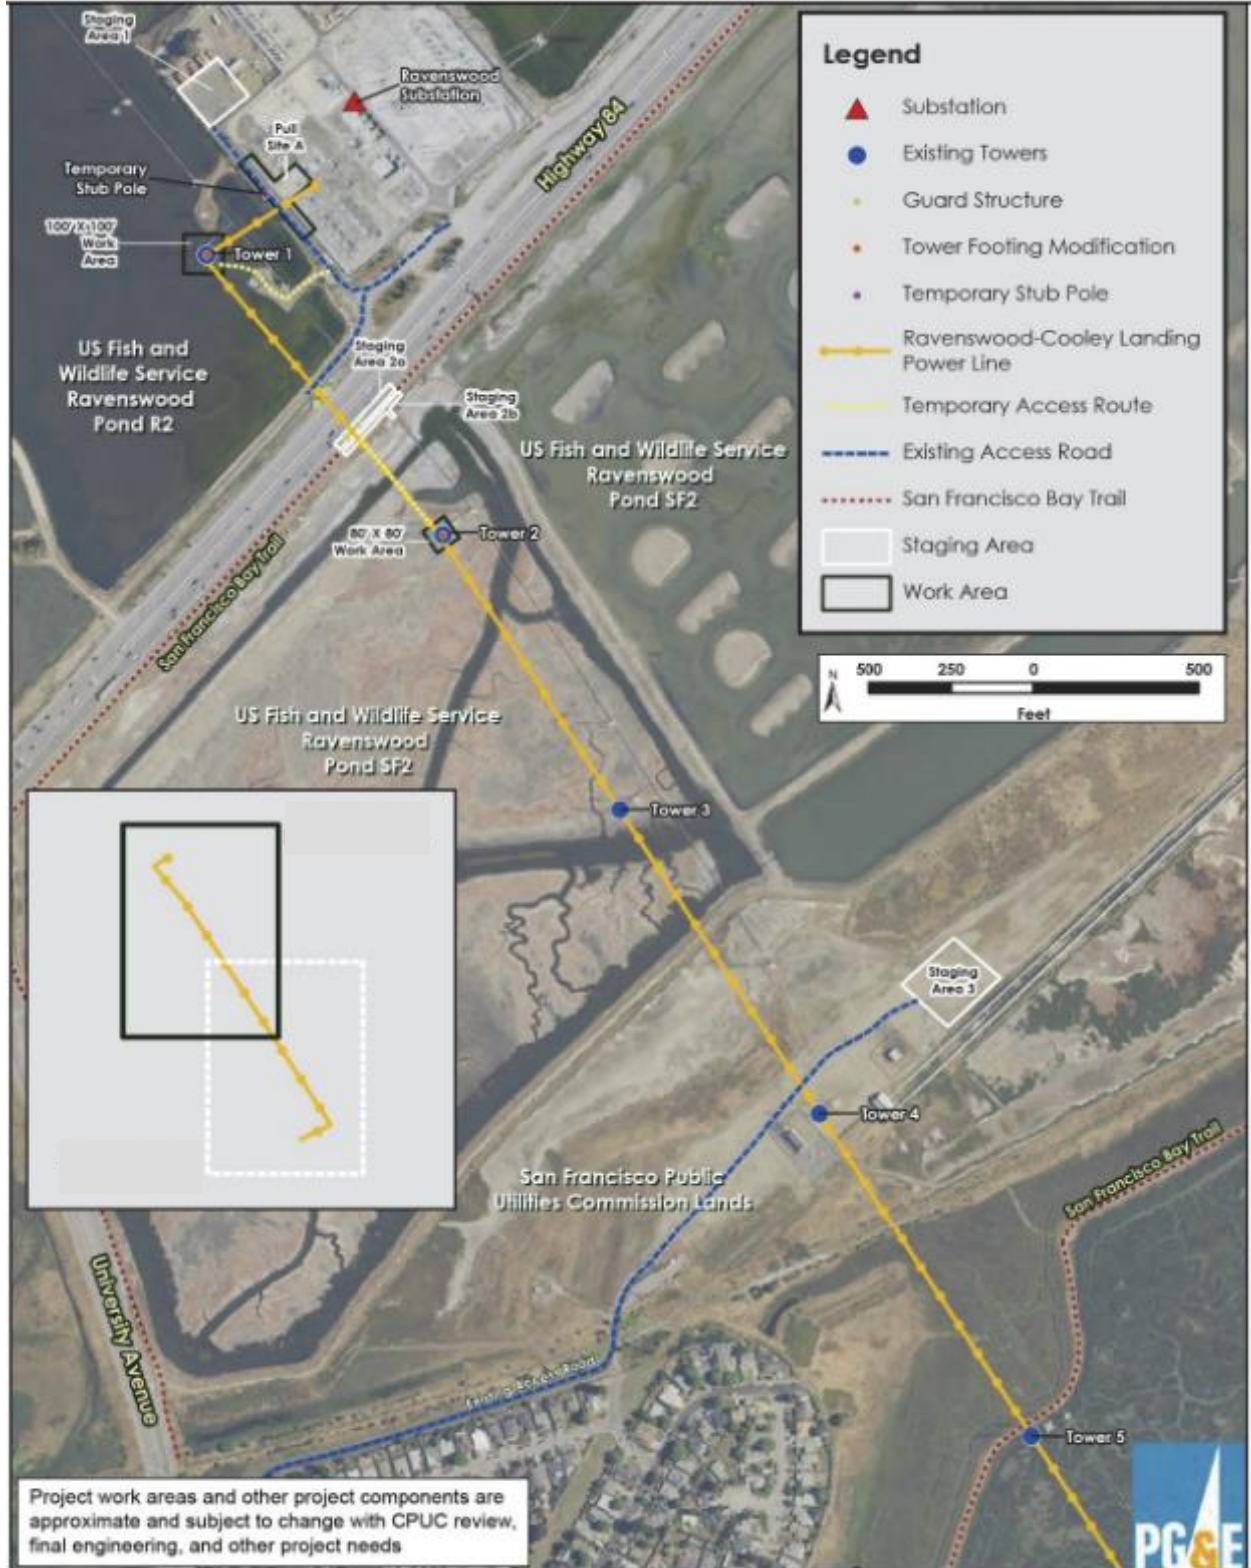 Staging
Area 1
Ravenswood
Substation
Pull
Site A
Highway 84
Temporary
Stub Pole
100' X 100'
Work
Area
Tower 1
US Fish and
Wildlife Service
Ravenswood
Pond R2
Staging
Area 2a
Staging
Area 2b
US Fish and Wildlife Service
Ravenswood
Pond SF2
80' X 80'
Work Area
Tower 2
San Francisco Bay Trail
US Fish and Wildlife Service
Ravenswood
Pond SF2
Tower 3
Staging
Area 3
Tower 4
San Francisco Public
Utilities Commission Lands
San Francisco Bay Trail
University Avenue
Tower 5
Legend
Substation
Existing Towers
Guard Structure
Tower Footing Modification
Temporary Stub Pole
Ravenswood-Cooley Landing
Power Line
Temporary Access Route
Existing Access Road
San Francisco Bay Trail
Staging Area
Work Area
N
500 250 0 500
Feet
Project work areas and other project components are
approximate and subject to change with CPUC review,
final engineering, and other project needs
PG&E